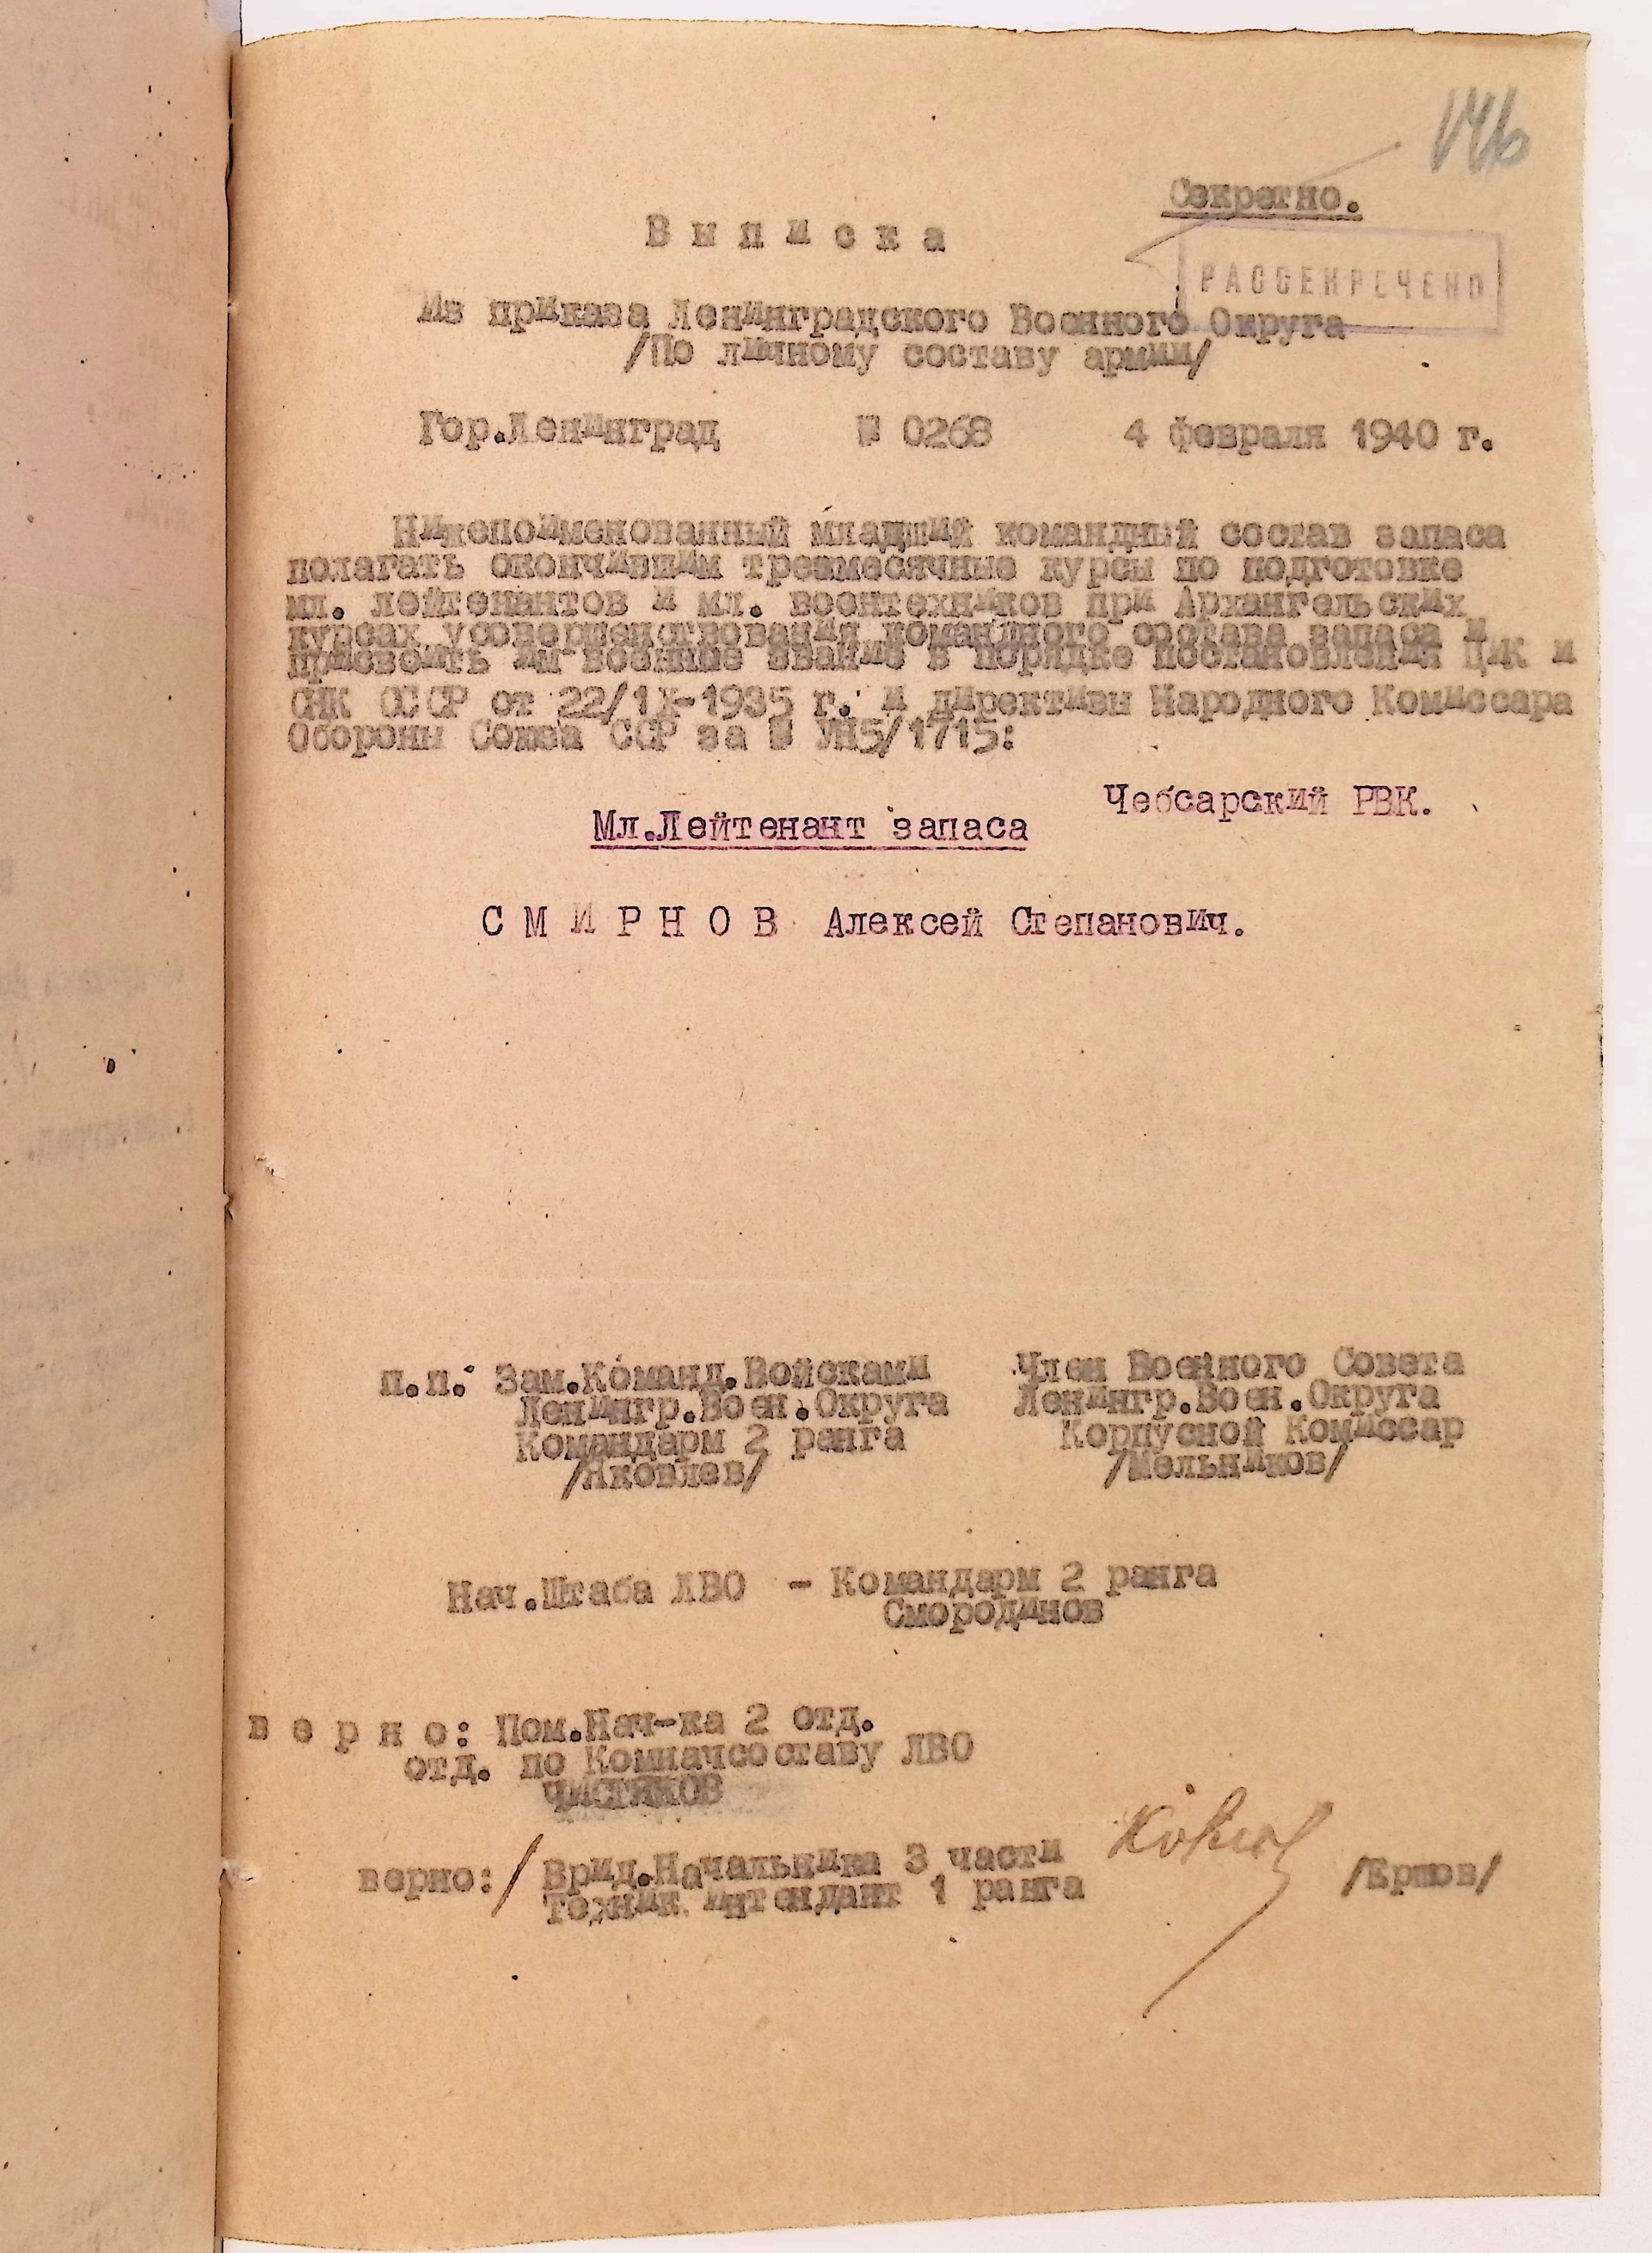 146
Секретно.
В ы п и с к а
РАССЕКРЕЧЕНО
Из приказа Ленинградского Военного Округа
/По личному составу армии/
Гор.Ленинград № 0268 4 февраля 1940 г.
Нижепоименованный младший командный состав запаса
полагать окончившим трехмесячные курсы по подготовке
мл. лейтенантов и мл. воентехников при Архангельских
курсах усовершенствования командного состава запаса и
присвоить им военные звание в порядке постановления ЦИК и
СНК СССР от 22/IX-1935 г. и директивы Народного Комиссара
Обороны Союза ССР за № УН5/1715:
Чебсарский РВК.
Мл.Лейтенант запаса
С М И Р Н О В Алексей Степанович.
п.п. Зам.Команд.Войсками Член Военного Совета
Ленингр.Воен.Округа Ленингр.Воен.Округа
Командарм 2 ранга Корпусной Комиссар
/Яковлев/ /Мельников/
Нач.Штаба ЛВО - Командарм 2 ранга
Смородинов
в е р н о: Пом.Нач-ка 2 отд.
отд. по Комначсоставу ЛВО
ЧИСТЯКОВ
верно:/ Врид.Начальника 3 части
Техник интендант 1 ранга /Ершов/